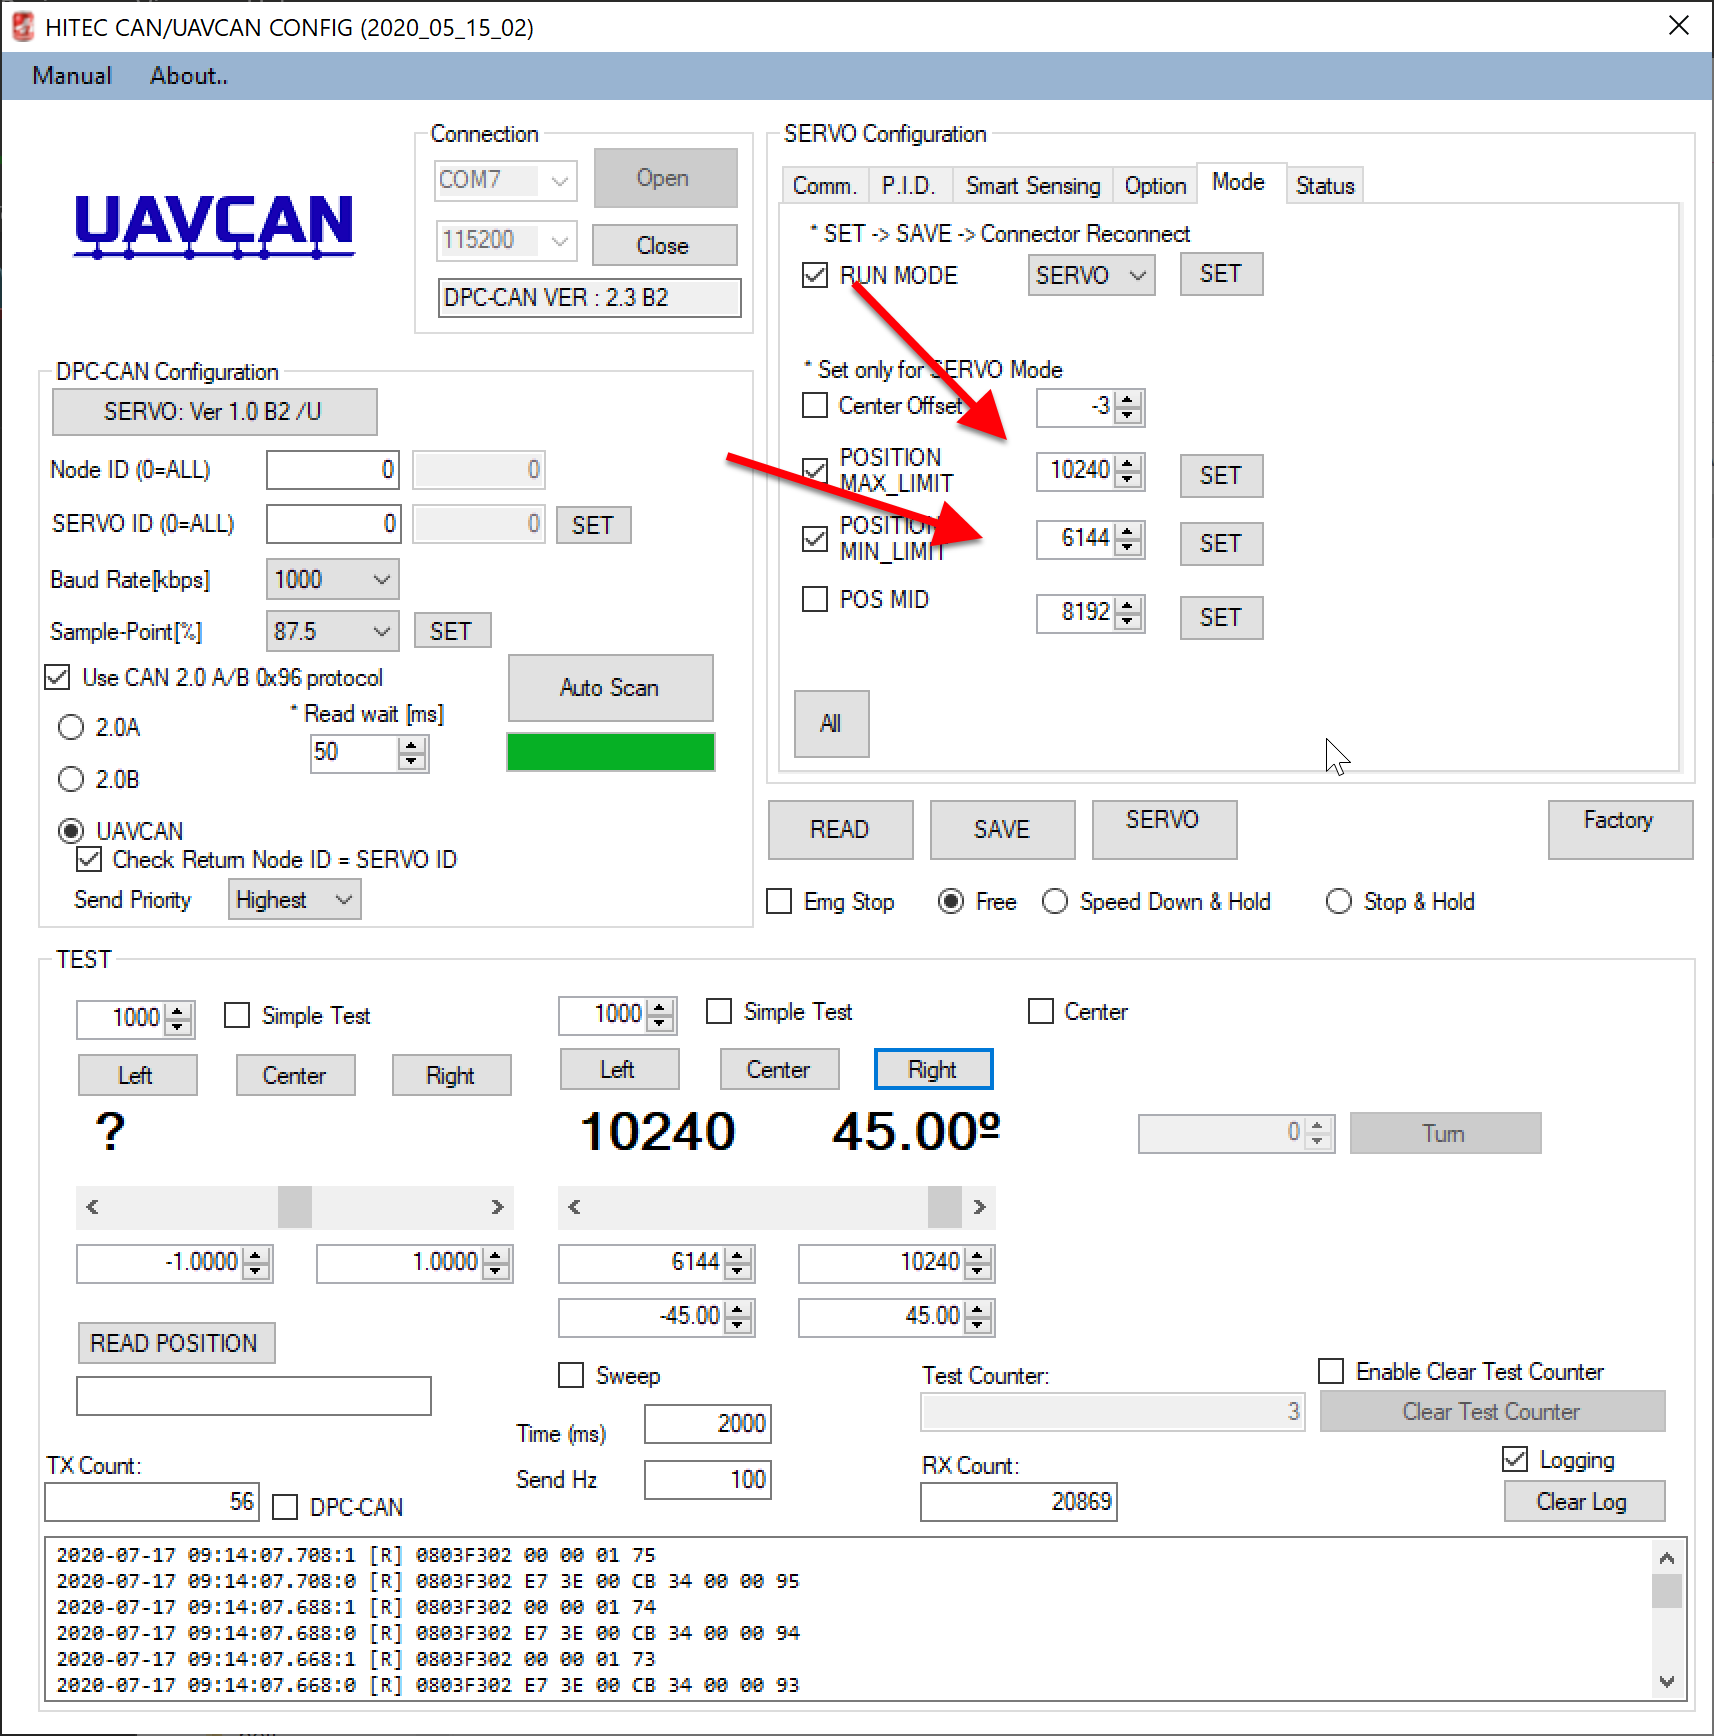 HITEC CAN/UAVCAN CONFIG (2020_05_15_02)
Manual About..
UAVCAN
Connection
COM7 Open
115200 Close
DPC-CAN VER : 2.3 B2
DPC-CAN Configuration
SERVO: Ver 1.0 B2 /U
Node ID (0=ALL) 0 0
SERVO ID (0=ALL) 0 0 SET
Baud Rate[kbps] 1000
Sample-Point[%] 87.5 SET
Use CAN 2.0 A/B 0x96 protocol
2.0A
* Read wait [ms]
50
Auto Scan
2.0B
UAVCAN
Check Return Node ID = SERVO ID
Send Priority Highest
SERVO Configuration
Comm. P.I.D. Smart Sensing Option Mode Status
* SET -> SAVE -> Connector Reconnect
RUN MODE SERVO SET
* Set only for SERVO Mode
Center Offset -3
POSITION
MAX_LIMIT 10240 SET
POSITION
MIN_LIMIT 6144 SET
POS MID 8192 SET
All
READ SAVE SERVO Factory
Emg Stop Free Speed Down & Hold Stop & Hold
TEST
1000 Simple Test 1000 Simple Test Center
Left Center Right Left Center Right
? 10240 45.00º 0 Turn
< > < >
-1.0000 1.0000 6144 10240
-45.00 45.00
READ POSITION
Sweep Test Counter: Enable Clear Test Counter
3 Clear Test Counter
Time (ms) 2000
Send Hz 100
TX Count: RX Count: Logging
56 DPC-CAN 20869 Clear Log
2020-07-17 09:14:07.708:1 [R] 0803F302 00 00 01 75
2020-07-17 09:14:07.708:0 [R] 0803F302 E7 3E 00 CB 34 00 00 95
2020-07-17 09:14:07.688:1 [R] 0803F302 00 00 01 74
2020-07-17 09:14:07.688:0 [R] 0803F302 E7 3E 00 CB 34 00 00 94
2020-07-17 09:14:07.668:1 [R] 0803F302 00 00 01 73
2020-07-17 09:14:07.668:0 [R] 0803F302 E7 3E 00 CB 34 00 00 93